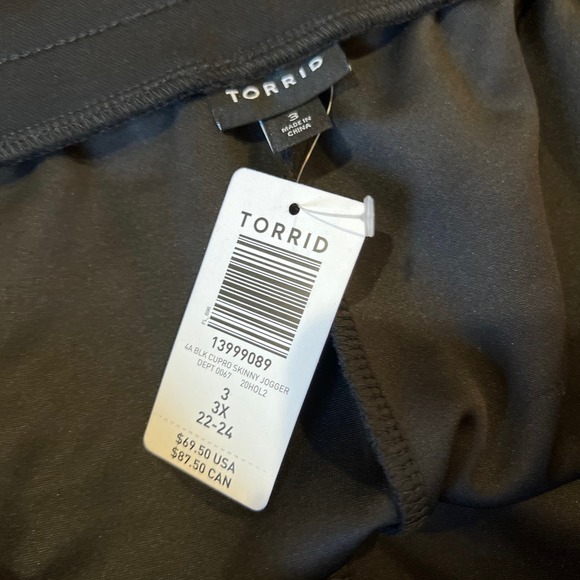 TORRID
3
MADE IN
CHINA
TORRID
13999089
4A BLK CUPRO SKINNY JOGGER
DEPT 0067 20HOL2
3
3X
22-24
$69.50 USA
$87.50 CAN